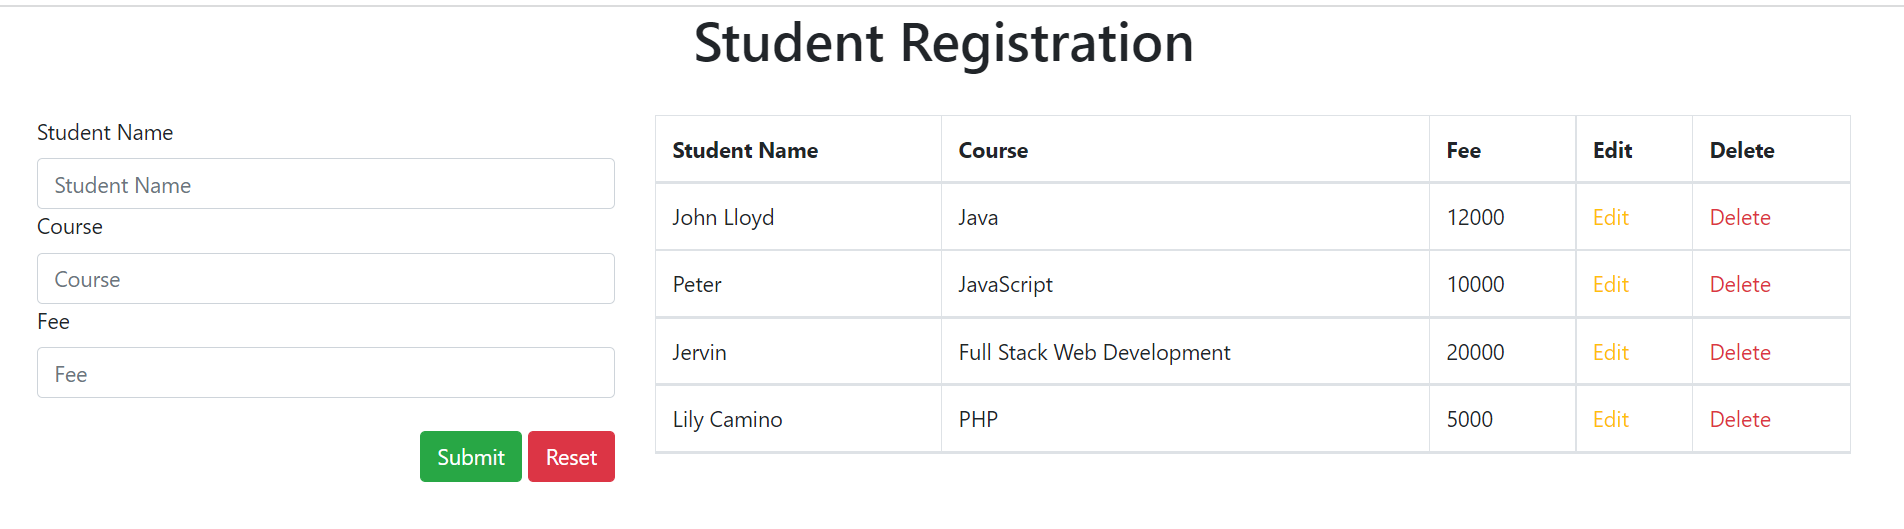 Student Registration
Student Name
Student Name
Course
Course
Fee
Fee
Submit Reset
Student Name Course Fee Edit Delete
John Lloyd Java 12000 Edit Delete
Peter JavaScript 10000 Edit Delete
Jervin Full Stack Web Development 20000 Edit Delete
Lily Camino PHP 5000 Edit Delete